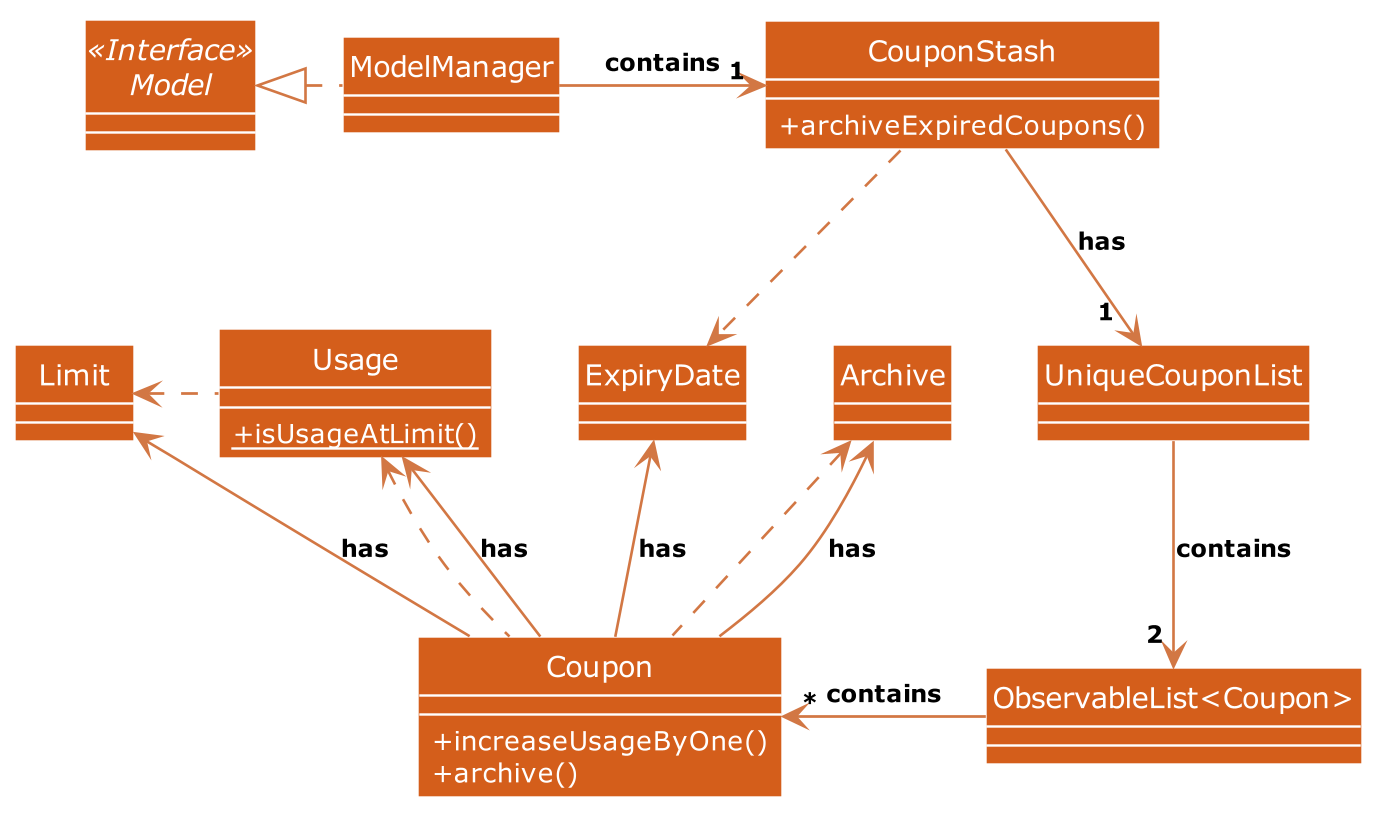 «Interface»
Model
ModelManager
contains
1
CouponStash
+archiveExpiredCoupons()
has
1
Limit
Usage
+isUsageAtLimit()
ExpiryDate
Archive
UniqueCouponList
has
has
has
has
contains
2
Coupon
+increaseUsageByOne()
+archive()
* contains
ObservableList<Coupon>